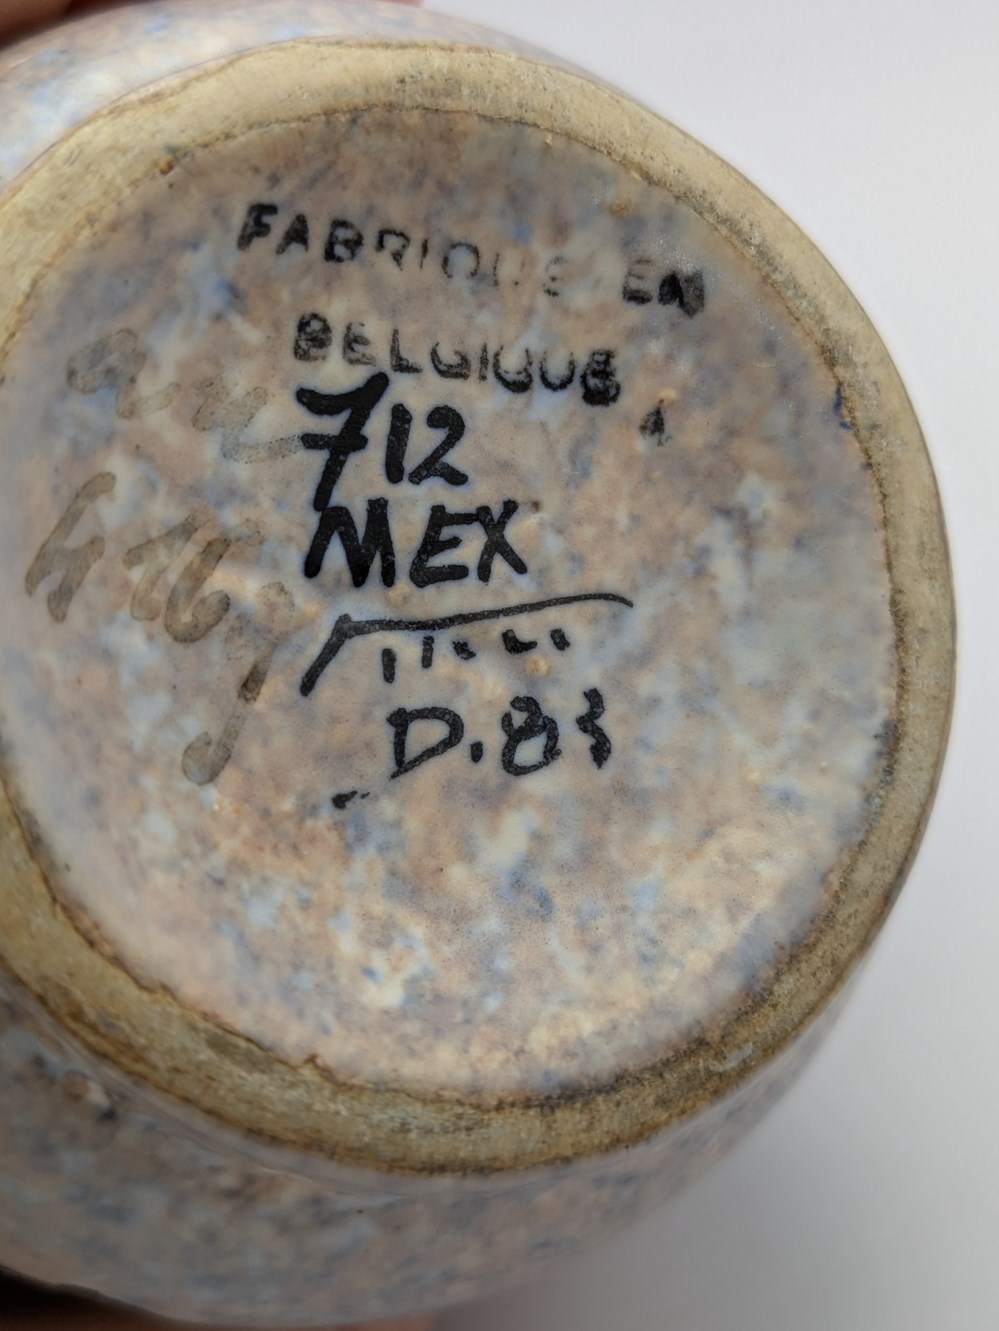 FABRIQUE EN
BELGIQUE
712
MEX
D.83